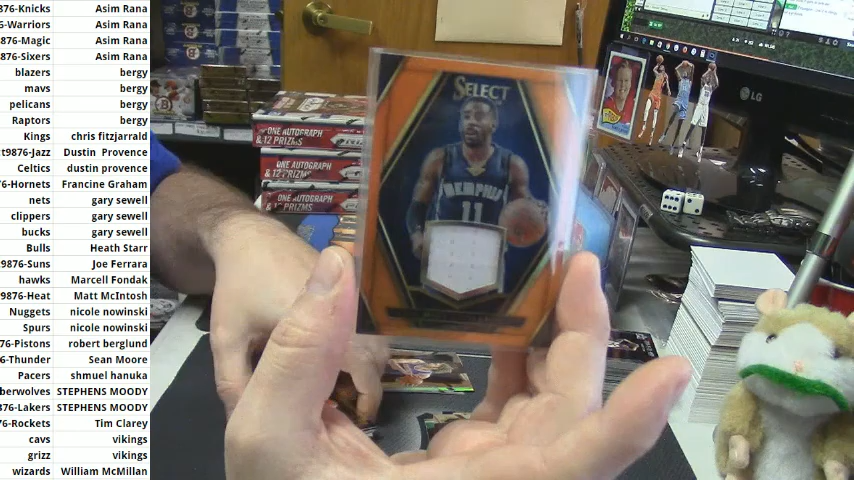 876-Knicks Asim Rana
6-Warriors Asim Rana
876-Magic Asim Rana
376-Sixers Asim Rana
blazers bergy
mavs bergy
pelicans bergy
Raptors bergy
Kings chris fitzjarrald
t9876-Jazz Dustin Provence
Celtics dustin provence
76-Hornets Francine Graham
nets gary sewell
clippers gary sewell
bucks gary sewell
Bulls Heath Starr
9876-Suns Joe Ferrara
hawks Marcell Fondak
9876-Heat Matt McIntosh
Nuggets nicole nowinski
Spurs nicole nowinski
76-Pistons robert berglund
6-Thunder Sean Moore
Pacers shmuel hanuka
berwolves STEPHENS MOODY
876-Lakers STEPHENS MOODY
76-Rockets Tim Clarey
cavs vikings
grizz vikings
wizards William McMillan
ONE AUTOGRAPH
& 12 PRIZMS
ONE AUTOGRAPH
& 12 PRIZMS
ONE AUTOGRAPH
PRIZMS
SELECT
MEMPHIS
11
LG